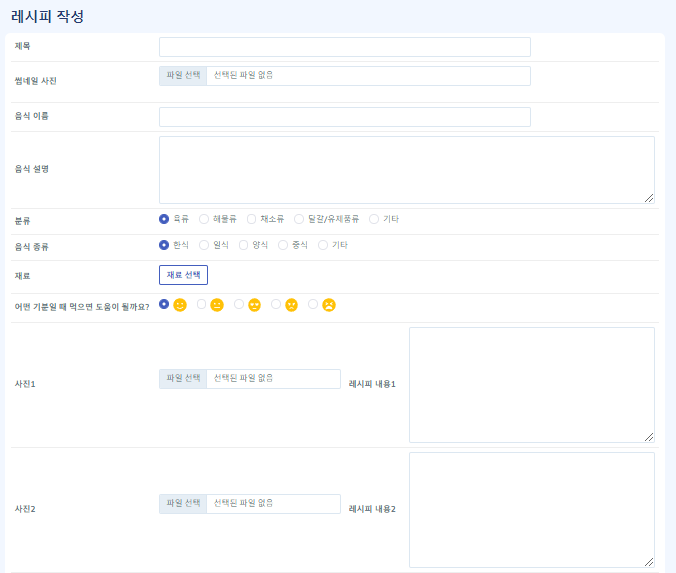 레시피 작성
제목
썸네일 사진 파일 선택 선택된 파일 없음
음식 이름
음식 설명
분류 육류 해물류 채소류 달걀/유제품류 기타
음식 종류 한식 일식 양식 중식 기타
재료 재료 선택
어떤 기분일 때 먹으면 도움이 될까요?
사진1 파일 선택 선택된 파일 없음 레시피 내용1
사진2 파일 선택 선택된 파일 없음 레시피 내용2